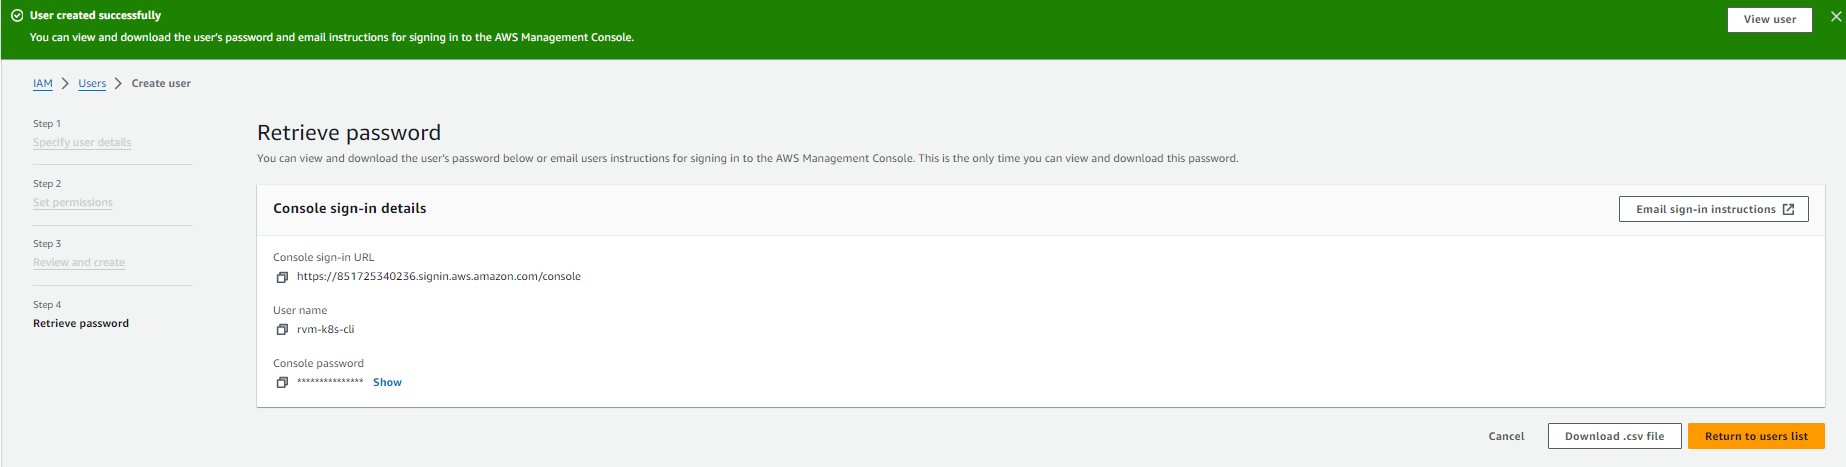 User created successfully
View user
You can view and download the user's password and email instructions for signing in to the AWS Management Console.
IAM > Users > Create user
Step 1
Specify user details
Step 2
Set permissions
Step 3
Review and create
Step 4
Retrieve password
Retrieve password
You can view and download the user's password below or email users instructions for signing in to the AWS Management Console. This is the only time you can view and download this password.
Console sign-in details
Email sign-in instructions
Console sign-in URL
https://851725340236.signin.aws.amazon.com/console
User name
rvm-k8s-cli
Console password
*************** Show
Cancel
Download .csv file
Return to users list